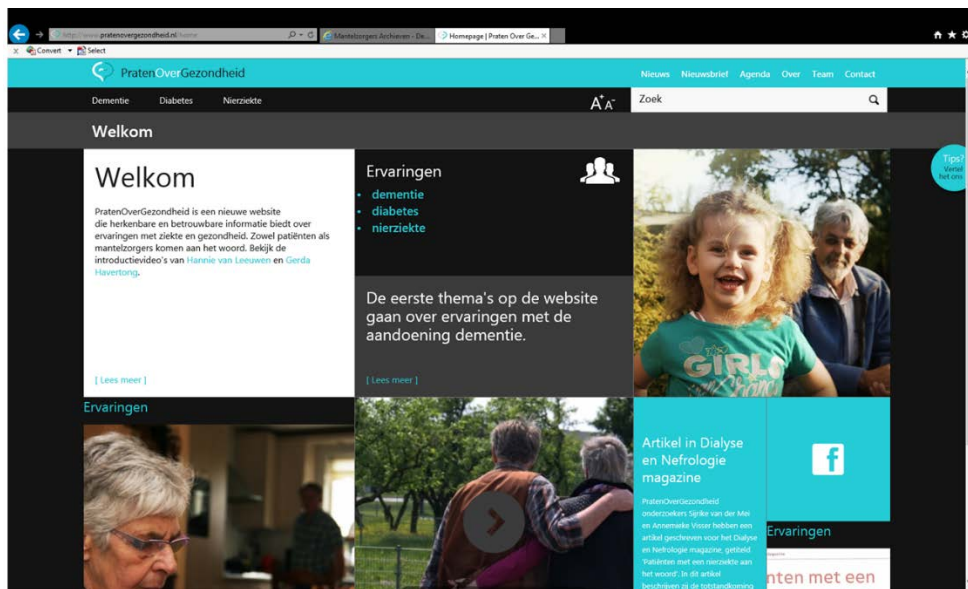 http://www.pratenovergezondheid.nl/home
Mantelzorgers Archieven - De...
Homepage | Praten Over Ge...
x Convert Select
PratenOverGezondheid
Nieuws Nieuwsbrief Agenda Over Team Contact
Dementie Diabetes Nierziekte
A+ A-
Zoek
Welkom
Tips?
Vertel
het ons
Welkom
PratenOverGezondheid is een nieuwe website
die herkenbare en betrouwbare informatie biedt over
ervaringen met ziekte en gezondheid. Zowel patiënten als
mantelzorgers komen aan het woord. Bekijk de
introductievideo's van Hannie van Leeuwen en Gerda
Havertong.
[ Lees meer ]
Ervaringen
• dementie
• diabetes
• nierziekte
De eerste thema's op de website
gaan over ervaringen met de
aandoening dementie.
[ Lees meer ]
GIRL
Ervaringen
Artikel in Dialyse
en Nefrologie
magazine
PratenOverGezondheid
onderzoekers Sjrike van der Mei
en Annemieke Visser hebben een
artikel geschreven voor het Dialyse
en Nefrologie magazine, getiteld
'Patiënten met een nierziekte aan
het woord'. In dit artikel
beschrijven zij de totstandkoming
f
Ervaringen
nten met een